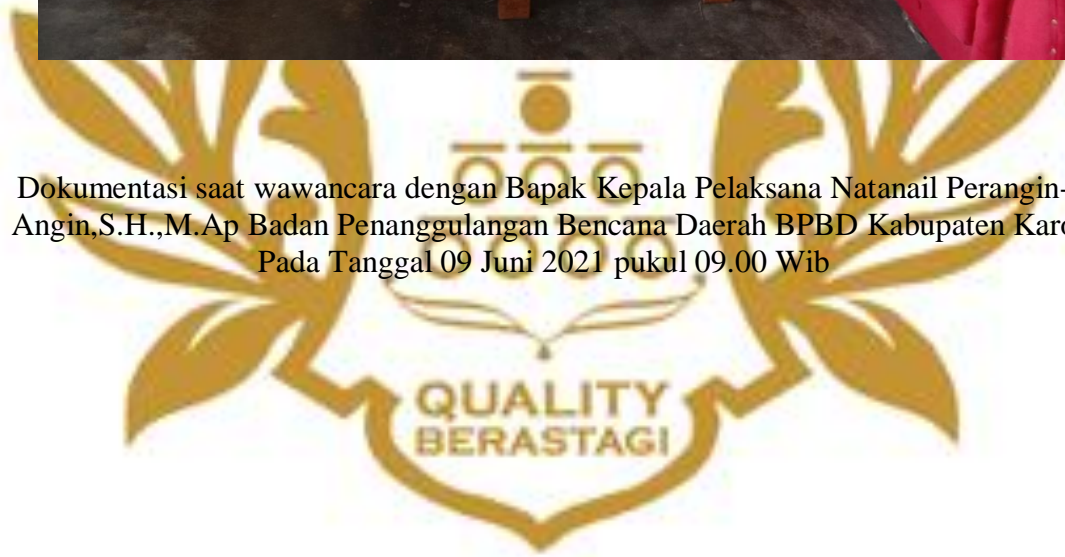 Dokumentasi saat wawancara dengan Bapak Kepala Pelaksana Natanail Perangin-
Angin,S.H.,M.Ap Badan Penanggulangan Bencana Daerah BPBD Kabupaten Karo
Pada Tanggal 09 Juni 2021 pukul 09.00 Wib
QUALITY
BERASTAGI